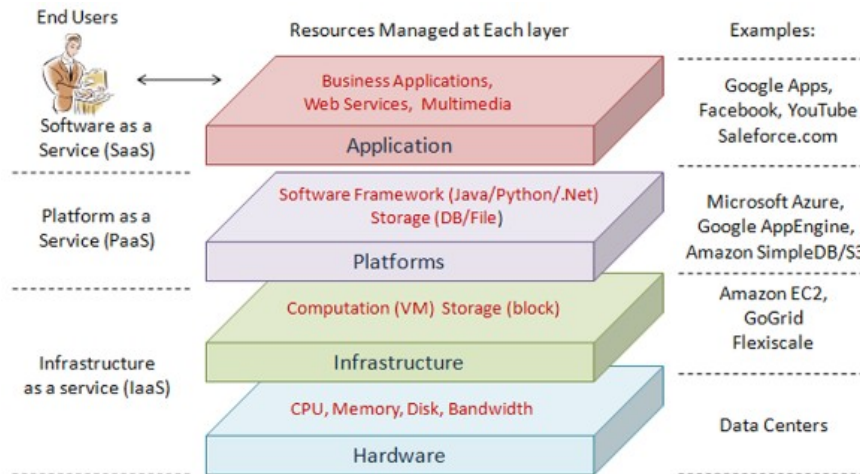 End Users
Resources Managed at Each layer
Examples:
Business Applications,
Web Services, Multimedia
Application
Software as a
Service (SaaS)
Google Apps,
Facebook, YouTube
Saleforce.com
Software Framework (Java/Python/.Net)
Storage (DB/File)
Platforms
Platform as a
Service (PaaS)
Microsoft Azure,
Google AppEngine,
Amazon SimpleDB/S3
Computation (VM) Storage (block)
Infrastructure
Amazon EC2,
GoGrid
Flexiscale
Infrastructure
as a service (IaaS)
CPU, Memory, Disk, Bandwidth
Hardware
Data Centers